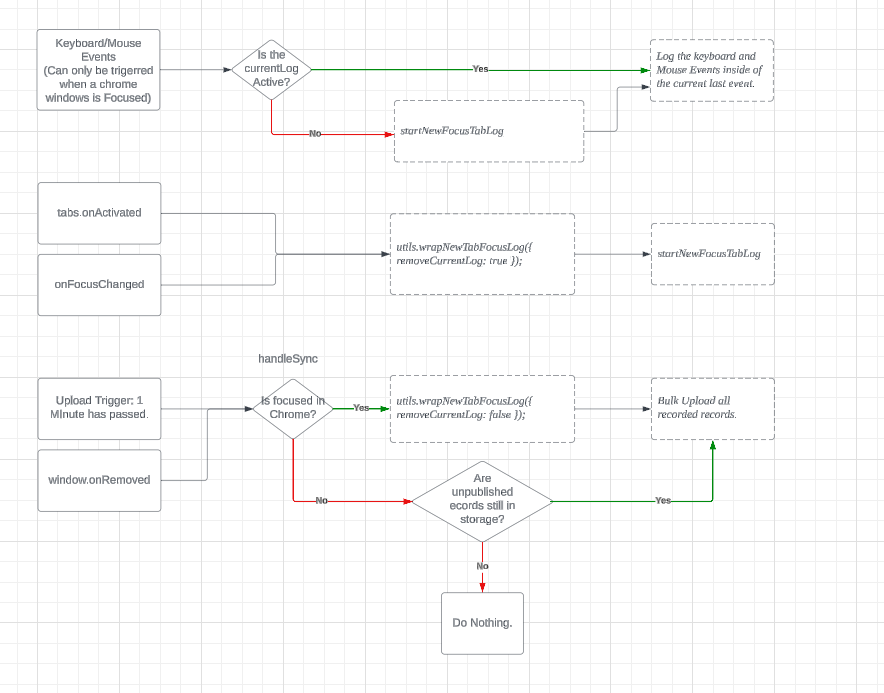 Keyboard/Mouse
Events
(Can only be trigerred
when a chrome
windows is Focused)
Is the
currentLog
Active?
Yes
Log the keyboard and
Mouse Events inside of
the current last event.
No
startNewFocusTabLog
tabs.onActivated
onFocusChanged
utils.wrapNewTabFocusLog({
removeCurrentLog: true });
startNewFocusTabLog
handleSync
Upload Trigger; 1
MInute has passed.
window.onRemoved
Is focused in
Chrome?
Yes
utils.wrapNewTabFocusLog({
removeCurrentLog: false });
Bulk Upload all
recorded records.
No
Are
unpublished
ecords still in
storage?
Yes
No
Do Nothing.